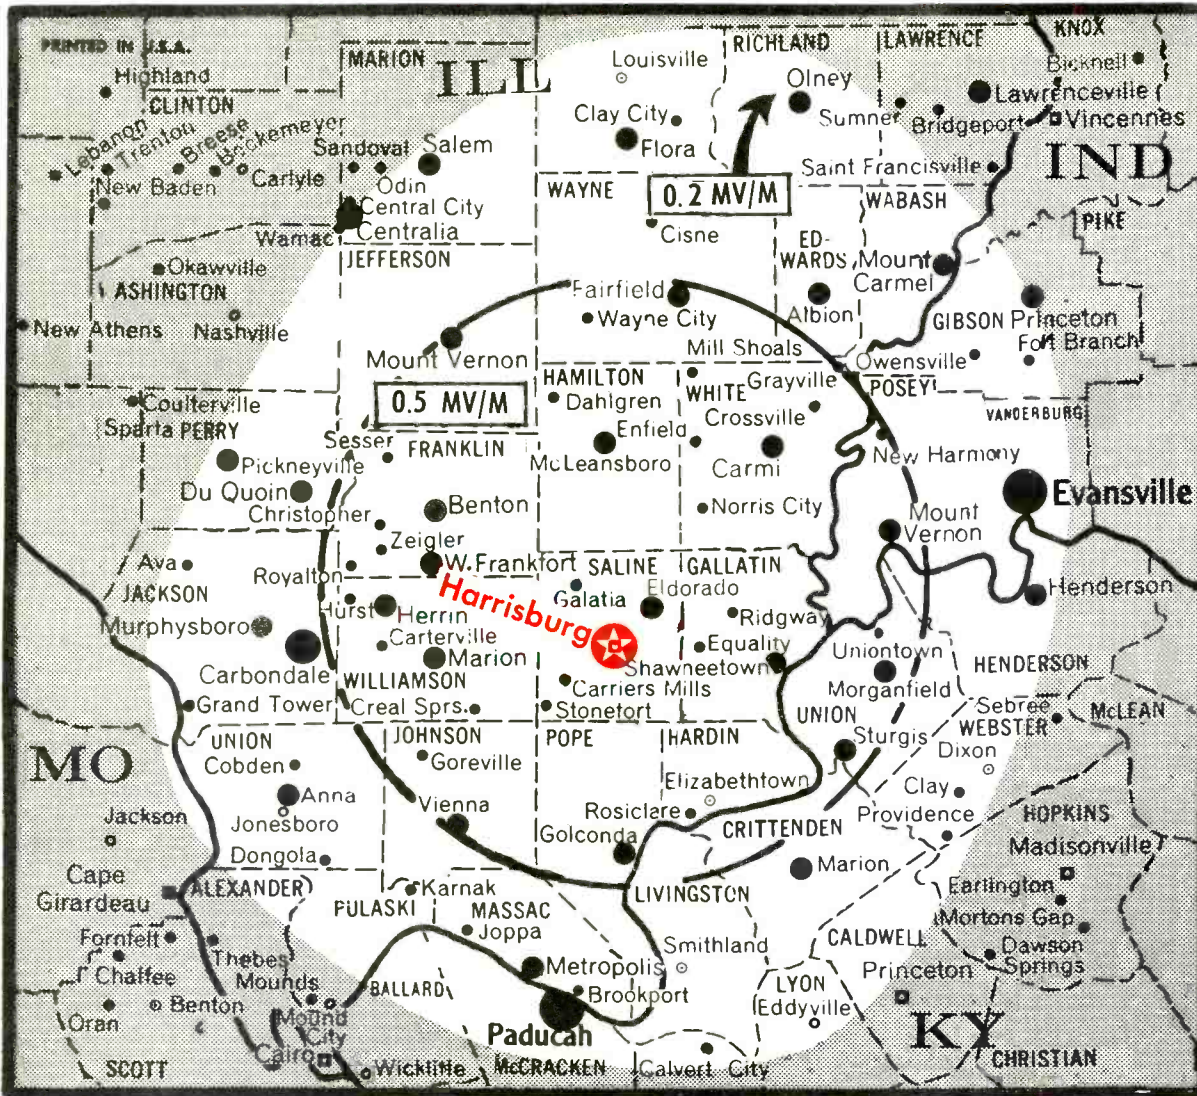 PRINTED IN U.S.A.
Highland
CLINTON
MARION
ILL
Louisville
RICHLAND
LAWRENCE
KNOX
Bicknell
Olney
Clay City
Sumner
Lawrenceville
Bridgeport
Vincennes
Lebanon
Trenton
Breese
Beckemeyer
Carlyle
New Baden
Sandoval
Salem
Odin
Flora
Saint Francisville
IND
Central City
Centralia
Wamac
WAYNE
0.2 MV/M
Cisne
WABASH
PIKE
JEFFERSON
ED-
WARDS
Mount
Carmel
Okawville
ASHINGTON
New Athens
Nashville
Fairfield
Wayne City
Albion
GIBSON
Princeton
Fort Branch
Mount Vernon
Mill Shoals
Owensville
0.5 MV/M
HAMILTON
Dahlgren
WHITE
Grayville
POSEY
Crossville
VANDERBURG
Coulterville
Sparta
PERRY
Sesser
FRANKLIN
Enfield
McLeansboro
Carmi
New Harmony
Pickneyville
Du Quoin
Christopher
Benton
Norris City
Mount
Vernon
Evansville
Zeigler
Ava
Royalton
W. Frankfort
SALINE
GALLATIN
JACKSON
Harrisburg
Galatia
Eldorado
Henderson
Hurst
Herrin
Ridgway
Murphysboro
Carterville
Equality
Uniontown
Marion
Shawneetown
HENDERSON
Carbondale
WILLIAMSON
Carriers Mills
Morganfield
Grand Tower
Creal Sprs.
Stonefort
UNION
Sebree
WEBSTER
McLEAN
MO
UNION
Cobden
JOHNSON
Goreville
POPE
HARDIN
Sturgis
Dixon
Elizabethtown
Clay
Anna
Jonesboro
Vienna
Rosiclare
Providence
HOPKINS
Jackson
Golconda
CRITTENDEN
Madisonville
Dongola
Marion
Cape
Girardeau
ALEXANDER
PULASKI
Karnak
LIVINGSTON
Earlington
MASSAC
Joppa
Mortons Gap
Fornfelt
Thebes
Smithland
CALDWELL
Dawson
Springs
Chaffee
Mounds
Metropolis
Princeton
BALLARD
LYON
Benton
Brookport
Eddyville
Oran
Mound
City
Paducah
KY
Cairo
SCOTT
Wickliffe
McCRACKEN
Calvert City
CHRISTIAN